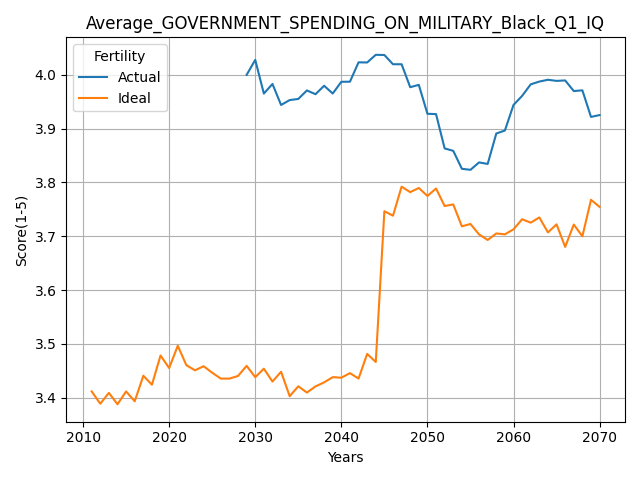 Average_GOVERNMENT_SPENDING_ON_MILITARY_Black_Q1_IQ
Fertility
Actual
Ideal
Score(1-5)
4.0
3.9
3.8
3.7
3.6
3.5
3.4
2010 2020 2030 2040 2050 2060 2070
Years